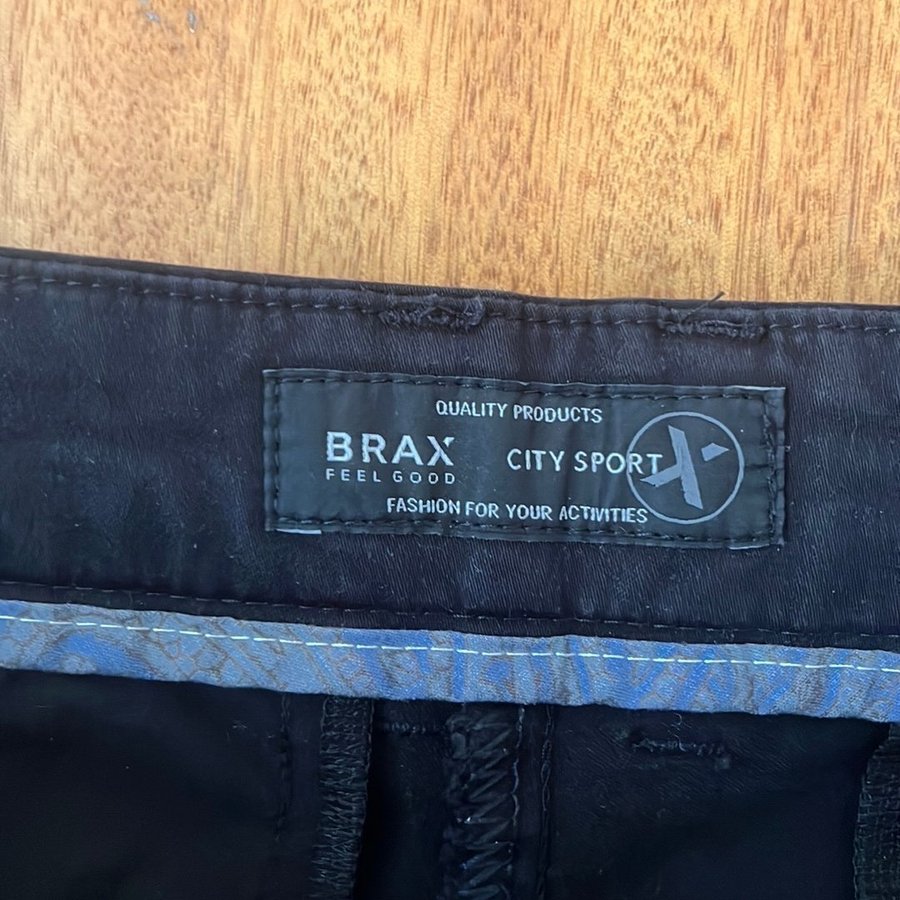 QUALITY PRODUCTS
BRAX CITY SPORT X
FEEL GOOD
FASHION FOR YOUR ACTIVITIES